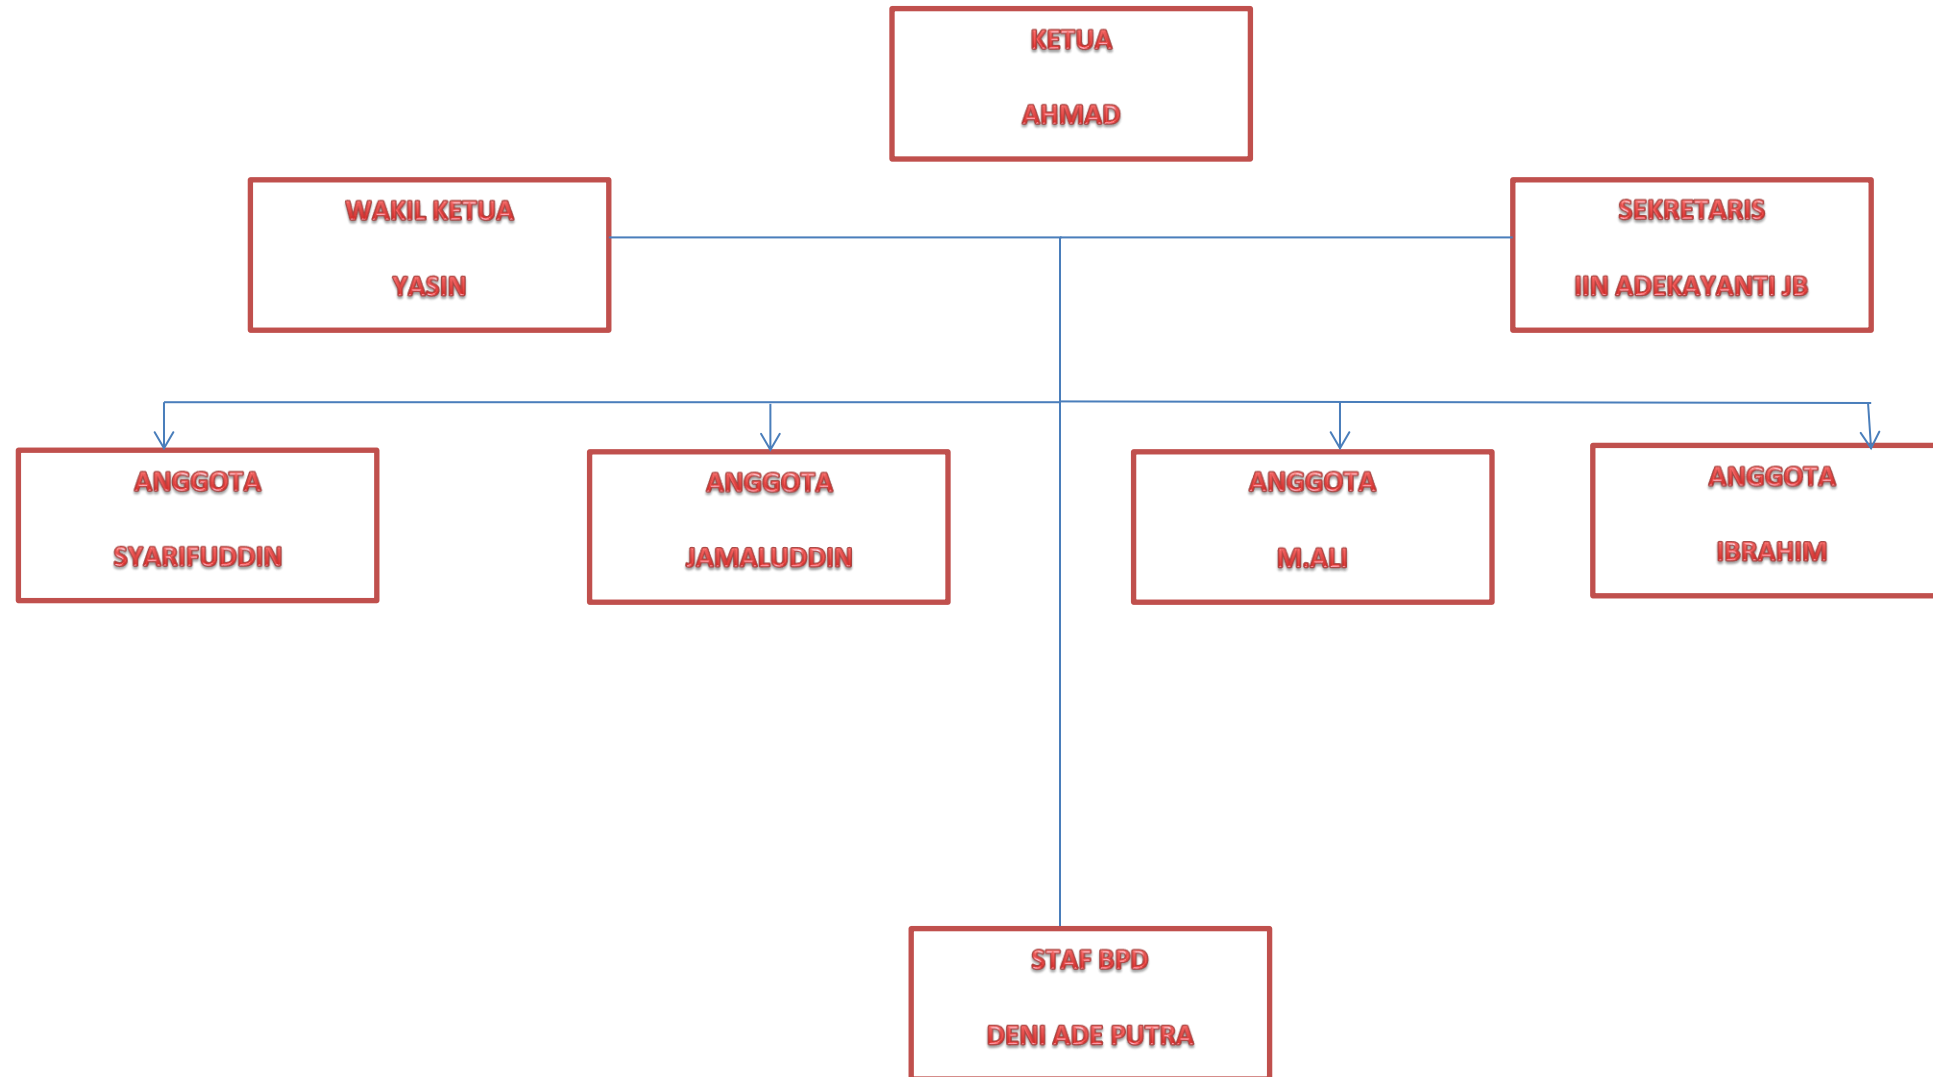 KETUA
AHMAD
WAKIL KETUA
YASIN
SEKRETARIS
IIN ADEKAYANTI JB
ANGGOTA
SYARIFUDDIN
ANGGOTA
JAMALUDDIN
ANGGOTA
M.ALI
ANGGOTA
IBRAHIM
STAF BPD
DENI ADE PUTRA